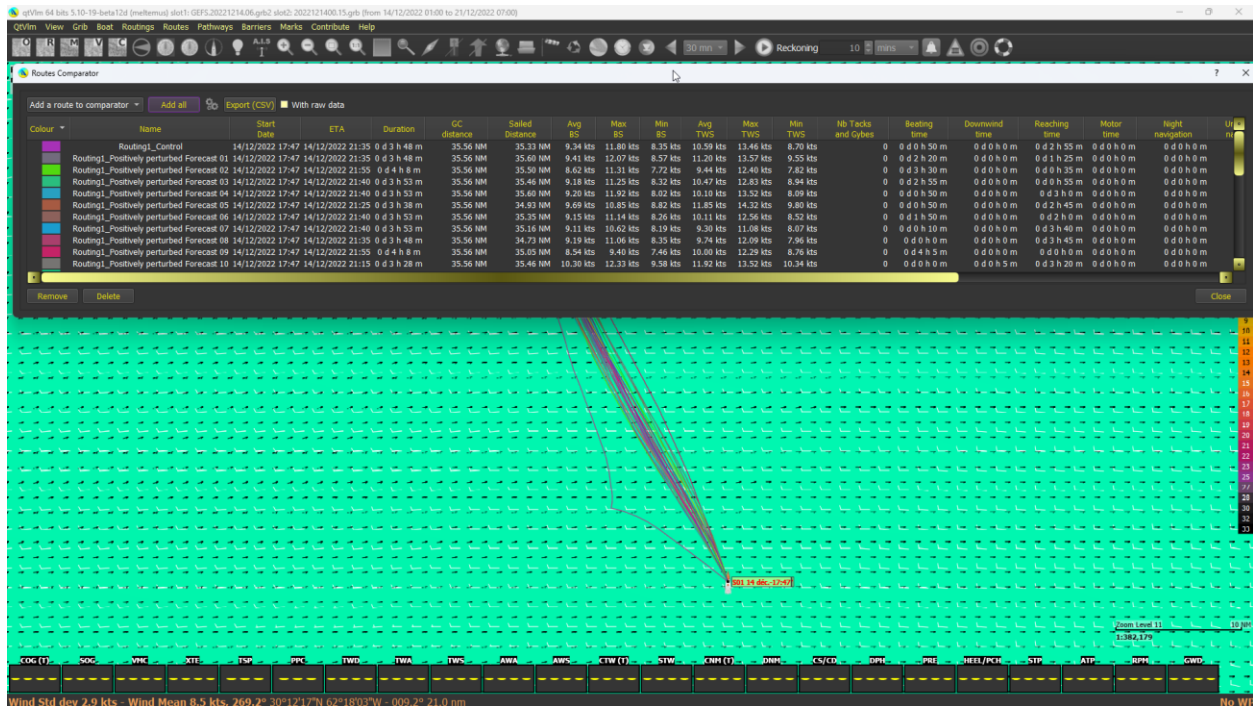 qtVlm 64 bits 5.10-19-beta12d (meltemus) slot1: GEFS.20221214.06.grb2 slot2: 2022121400.15.grb (from 14/12/2022 01:00 to 21/12/2022 07:00)
QtVlm View Grib Boat Routings Routes Pathways Barriers Marks Contribute Help
O R M V C A.I.S 30 mn Reckoning 10 mins
Routes Comparator ? X
Add a route to comparator Add all Export (CSV) With raw data
Colour Name Start Date ETA Duration GC distance Sailed Distance Avg BS Max BS Min BS Avg TWS Max TWS Min TWS Nb Tacks and Gybes Beating time Downwind time Reaching time Motor time Night navigation
Routing1_Control 14/12/2022 17:47 14/12/2022 21:35 0 d 3 h 48 m 35.56 NM 35.33 NM 9.34 kts 11.80 kts 8.35 kts 10.59 kts 13.46 kts 8.70 kts 0 0 d 0 h 50 m 0 d 0 h 0 m 0 d 2 h 55 m 0 d 0 h 0 m 0 d 0 h 0 m
Routing1_Positively perturbed Forecast 01 14/12/2022 17:47 14/12/2022 21:35 0 d 3 h 48 m 35.56 NM 35.60 NM 9.41 kts 12.07 kts 8.57 kts 11.20 kts 13.57 kts 9.55 kts 0 0 d 2 h 20 m 0 d 0 h 0 m 0 d 1 h 25 m 0 d 0 h 0 m 0 d 0 h 0 m
Routing1_Positively perturbed Forecast 02 14/12/2022 17:47 14/12/2022 21:55 0 d 4 h 8 m 35.56 NM 35.50 NM 8.62 kts 11.31 kts 7.72 kts 9.44 kts 12.40 kts 7.82 kts 0 0 d 3 h 30 m 0 d 0 h 0 m 0 d 0 h 35 m 0 d 0 h 0 m 0 d 0 h 0 m
Routing1_Positively perturbed Forecast 03 14/12/2022 17:47 14/12/2022 21:40 0 d 3 h 53 m 35.56 NM 35.46 NM 9.18 kts 11.25 kts 8.32 kts 10.47 kts 12.83 kts 8.94 kts 0 0 d 2 h 55 m 0 d 0 h 0 m 0 d 0 h 55 m 0 d 0 h 0 m 0 d 0 h 0 m
Routing1_Positively perturbed Forecast 04 14/12/2022 17:47 14/12/2022 21:40 0 d 3 h 53 m 35.56 NM 35.60 NM 9.20 kts 11.92 kts 8.02 kts 10.10 kts 13.52 kts 8.09 kts 0 0 d 0 h 50 m 0 d 0 h 0 m 0 d 3 h 0 m 0 d 0 h 0 m 0 d 0 h 0 m
Routing1_Positively perturbed Forecast 05 14/12/2022 17:47 14/12/2022 21:25 0 d 3 h 38 m 35.56 NM 34.93 NM 9.69 kts 10.85 kts 8.82 kts 11.85 kts 14.32 kts 9.80 kts 0 0 d 0 h 50 m 0 d 0 h 0 m 0 d 2 h 45 m 0 d 0 h 0 m 0 d 0 h 0 m
Routing1_Positively perturbed Forecast 06 14/12/2022 17:47 14/12/2022 21:40 0 d 3 h 53 m 35.56 NM 35.35 NM 9.15 kts 11.14 kts 8.26 kts 10.11 kts 12.56 kts 8.52 kts 0 0 d 1 h 50 m 0 d 0 h 0 m 0 d 2 h 0 m 0 d 0 h 0 m 0 d 0 h 0 m
Routing1_Positively perturbed Forecast 07 14/12/2022 17:47 14/12/2022 21:40 0 d 3 h 53 m 35.56 NM 35.16 NM 9.11 kts 10.62 kts 8.19 kts 9.30 kts 11.08 kts 8.07 kts 0 0 d 0 h 10 m 0 d 0 h 0 m 0 d 3 h 40 m 0 d 0 h 0 m 0 d 0 h 0 m
Routing1_Positively perturbed Forecast 08 14/12/2022 17:47 14/12/2022 21:35 0 d 3 h 48 m 35.56 NM 34.73 NM 9.19 kts 11.06 kts 8.35 kts 9.74 kts 12.09 kts 7.96 kts 0 0 d 0 h 0 m 0 d 0 h 0 m 0 d 3 h 45 m 0 d 0 h 0 m 0 d 0 h 0 m
Routing1_Positively perturbed Forecast 09 14/12/2022 17:47 14/12/2022 21:55 0 d 4 h 8 m 35.56 NM 35.05 NM 8.54 kts 9.40 kts 7.46 kts 10.00 kts 12.29 kts 8.76 kts 0 0 d 4 h 5 m 0 d 0 h 0 m 0 d 0 h 0 m 0 d 0 h 0 m 0 d 0 h 0 m
Routing1_Positively perturbed Forecast 10 14/12/2022 17:47 14/12/2022 21:15 0 d 3 h 28 m 35.56 NM 35.46 NM 10.30 kts 12.33 kts 9.58 kts 11.92 kts 13.52 kts 10.34 kts 0 0 d 0 h 0 m 0 d 0 h 5 m 0 d 3 h 20 m 0 d 0 h 0 m 0 d 0 h 0 m
Remove Delete Close
10
11
12
13
14
15
16
17
18
19
20
21
22
23
25
27
28
30
32
33
S01 14 déc.-17:47
Zoom Level 11 10 NM
1:382,179
COG (T) SOG VMC XTE TSP PPC TWD TWA TWS AWA AWS CTW (T) STW CNM (T) DNM CS/CD DPH PRE HEEL/PCH STP ATP RPM GWD
Wind Std dev 2.9 kts - Wind Mean 8.5 kts, 269.2° 30°12'17"N 62°18'03"W - 009.2° 21.0 nm No WP